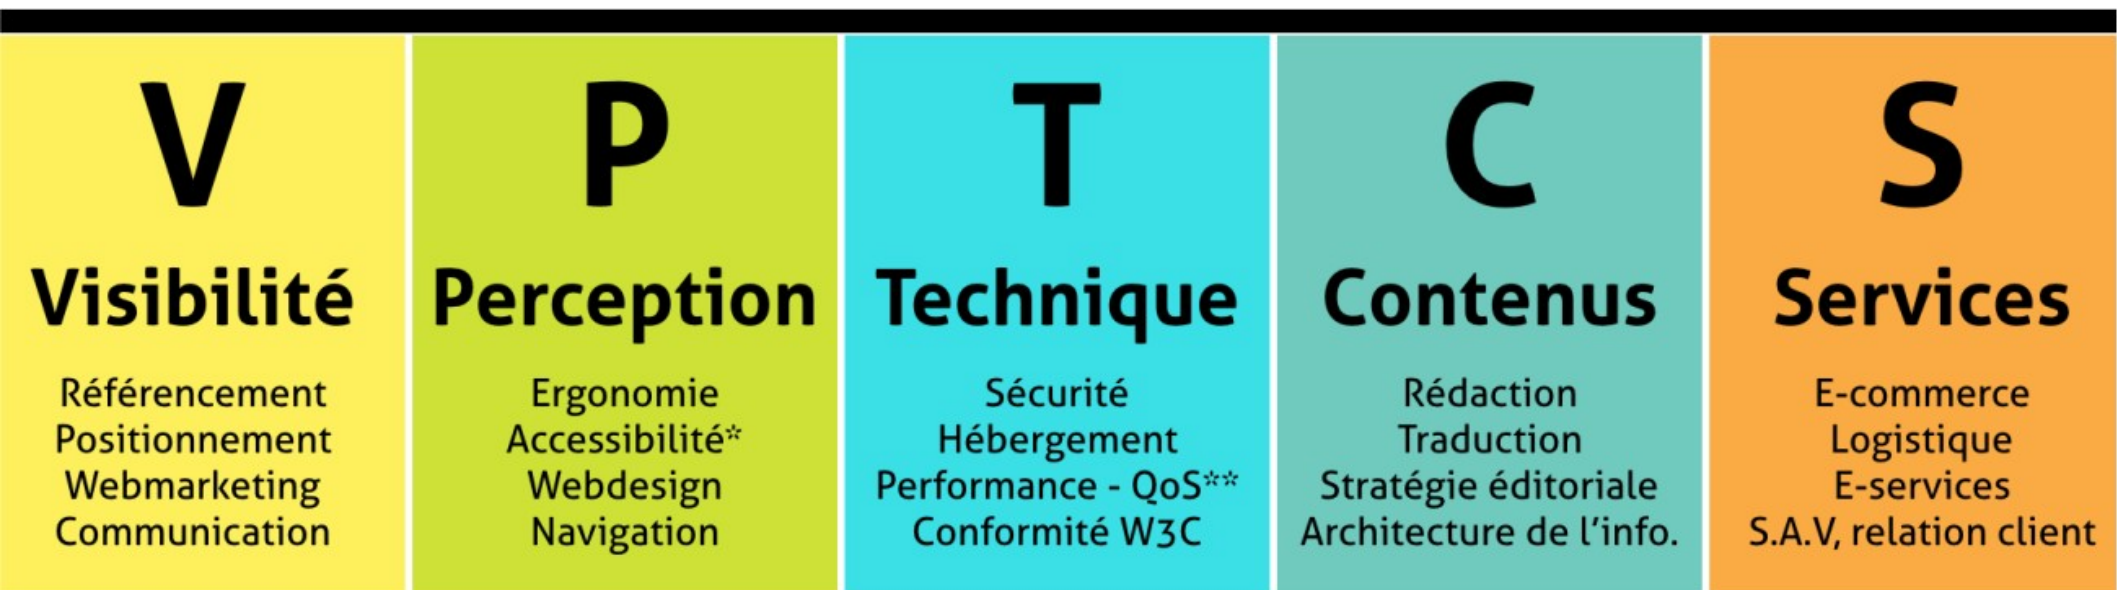 V
Visibilité
Référencement
Positionnement
Webmarketing
Communication
P
Perception
Ergonomie
Accessibilité*
Webdesign
Navigation
T
Technique
Sécurité
Hébergement
Performance - QoS**
Conformité W3C
C
Contenus
Rédaction
Traduction
Stratégie éditoriale
Architecture de l'info.
S
Services
E-commerce
Logistique
E-services
S.A.V, relation client